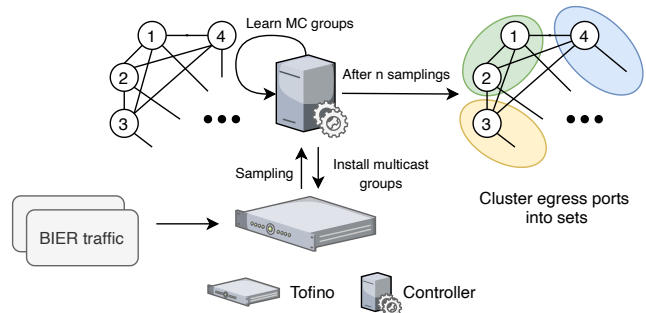 1
4
2
3
Learn MC groups
After n samplings
1
4
2
3
Sampling
Install multicast
groups
Cluster egress ports
into sets
BIER traffic
Tofino
Controller